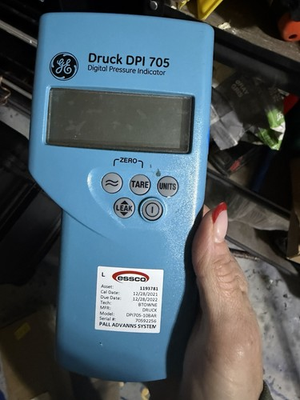 GE
Druck DPI 705
Digital Pressure Indicator
ZERO
≈ TARE UNITS
LEAK
L essco
Asset: 1193781
Cal Date: 12/28/2021
Due Date: 12/28/2022
Tech: BTOWNE
MFR: DRUCK
Model: DPI705-10BAR
Serial #: 70592256
PALL ADVANNS SYSTEM